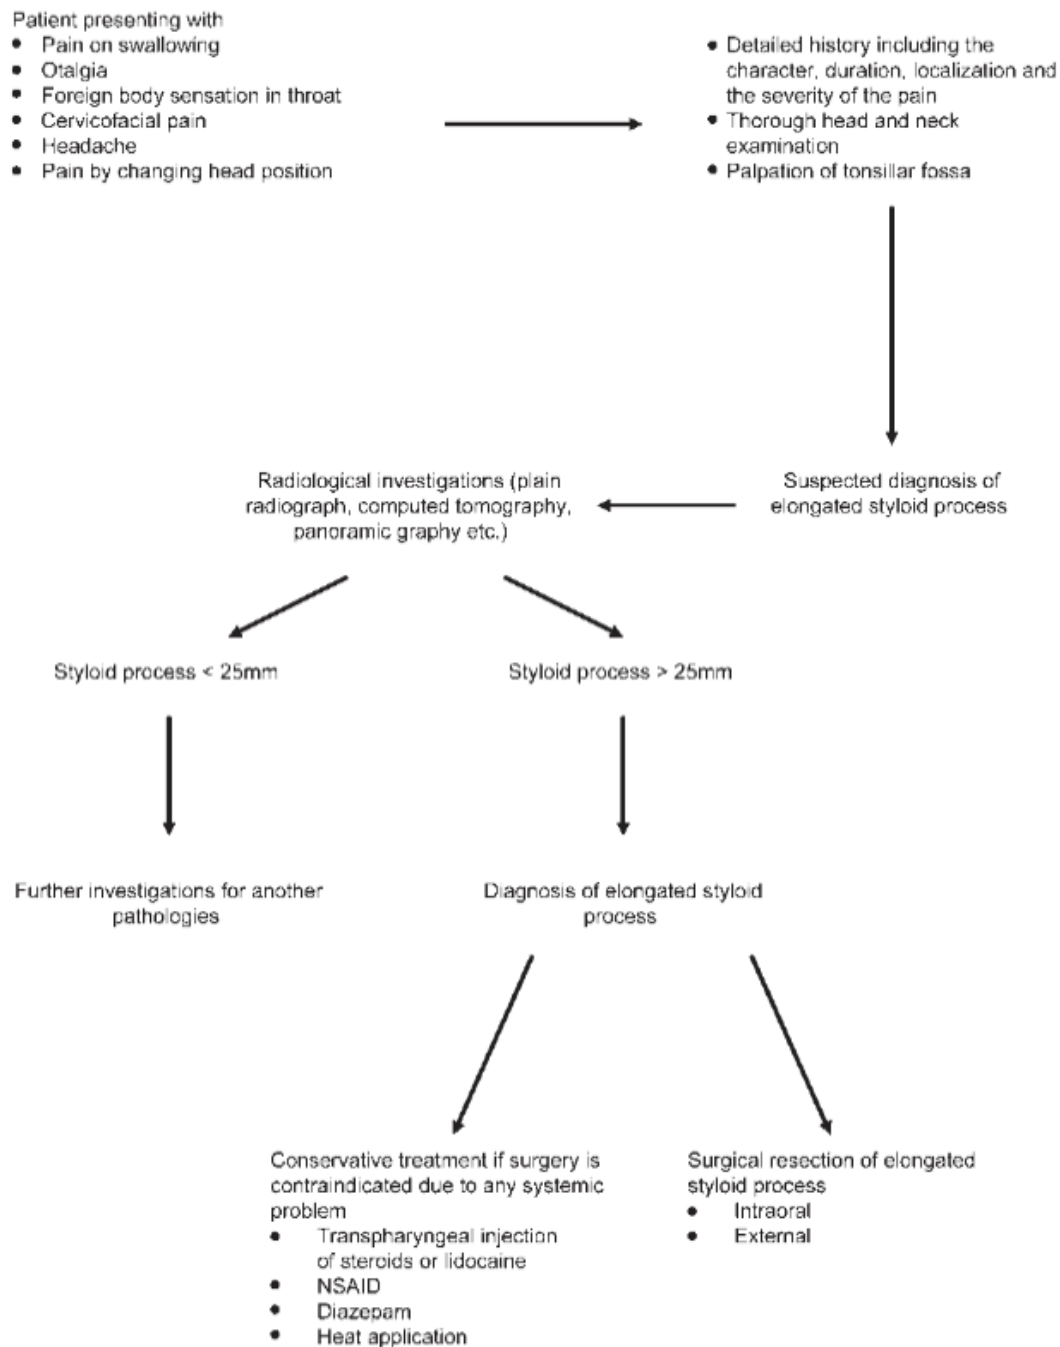 Patient presenting with
• Pain on swallowing
• Otalgia
• Foreign body sensation in throat
• Cervicofacial pain
• Headache
• Pain by changing head position
• Detailed history including the
character, duration, localization and
the severity of the pain
• Thorough head and neck
examination
• Palpation of tonsillar fossa
Suspected diagnosis of
elongated styloid process
Radiological investigations (plain
radiograph, computed tomography,
panoramic graphy etc.)
Styloid process < 25mm
Styloid process > 25mm
Further investigations for another
pathologies
Diagnosis of elongated styloid
process
Conservative treatment if surgery is
contraindicated due to any systemic
problem
• Transpharyngeal injection
of steroids or lidocaine
• NSAID
• Diazepam
• Heat application
Surgical resection of elongated
styloid process
• Intraoral
• External